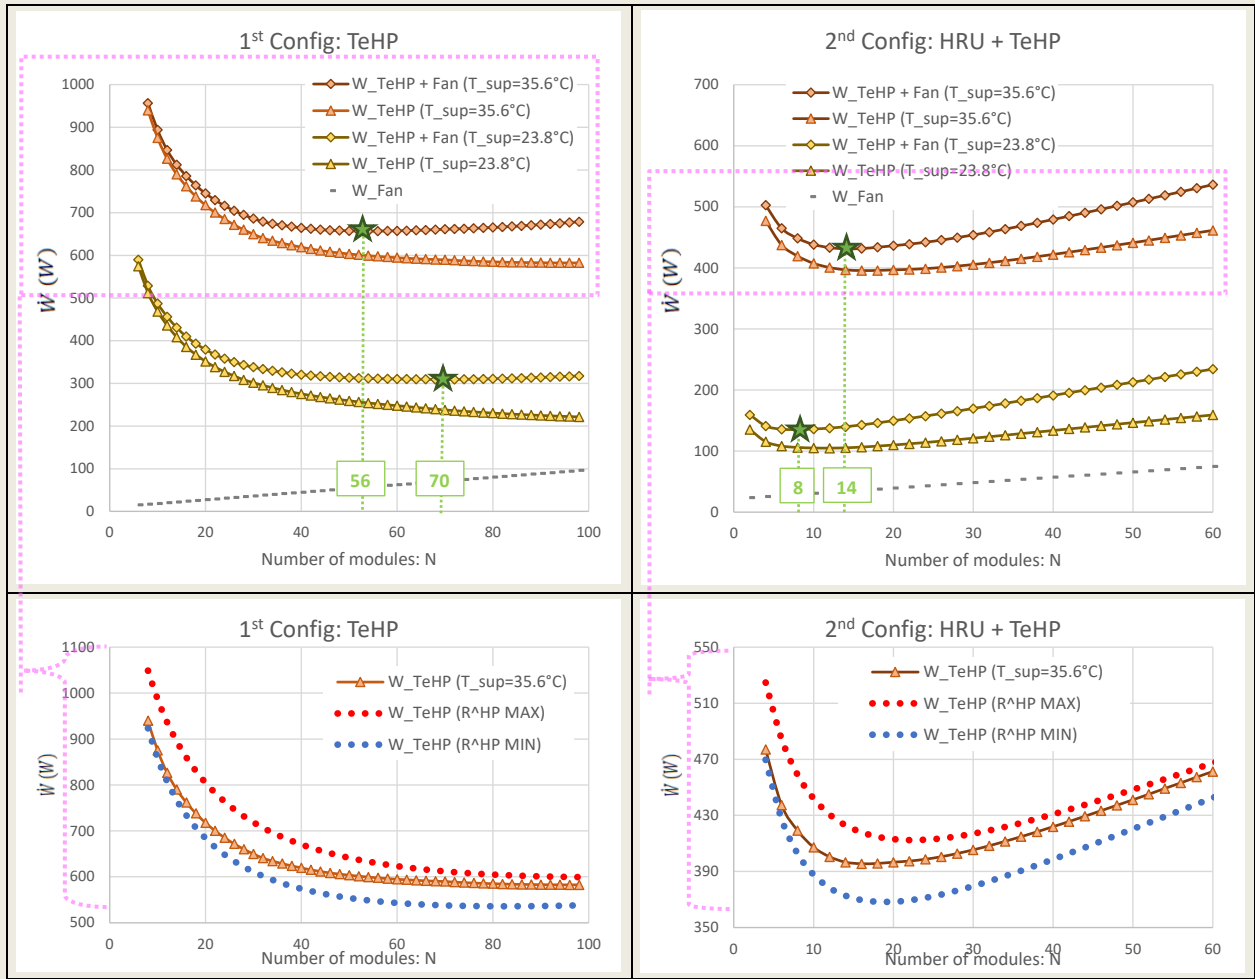 1st Config: TeHP
1000
900
800
700
600
500
400
300
200
100
0
Ẇ (W)
W_TeHP + Fan (T_sup=35.6°C)
W_TeHP (T_sup=35.6°C)
W_TeHP + Fan (T_sup=23.8°C)
W_TeHP (T_sup=23.8°C)
W_Fan
56
70
0
20
40
60
80
100
Number of modules: N
2nd Config: HRU + TeHP
700
600
500
400
300
200
100
0
Ẇ (W)
W_TeHP + Fan (T_sup=35.6°C)
W_TeHP (T_sup=35.6°C)
W_TeHP + Fan (T_sup=23.8°C)
W_TeHP (T_sup=23.8°C)
W_Fan
8
14
0
10
20
30
40
50
60
Number of modules: N
1st Config: TeHP
1100
1000
900
800
700
600
500
Ẇ (W)
W_TeHP (T_sup=35.6°C)
W_TeHP (R^HP MAX)
W_TeHP (R^HP MIN)
0
20
40
60
80
100
Number of modules: N
2nd Config: HRU + TeHP
550
510
470
430
390
350
Ẇ (W)
W_TeHP (T_sup=35.6°C)
W_TeHP (R^HP MAX)
W_TeHP (R^HP MIN)
0
10
20
30
40
50
60
Number of modules: N